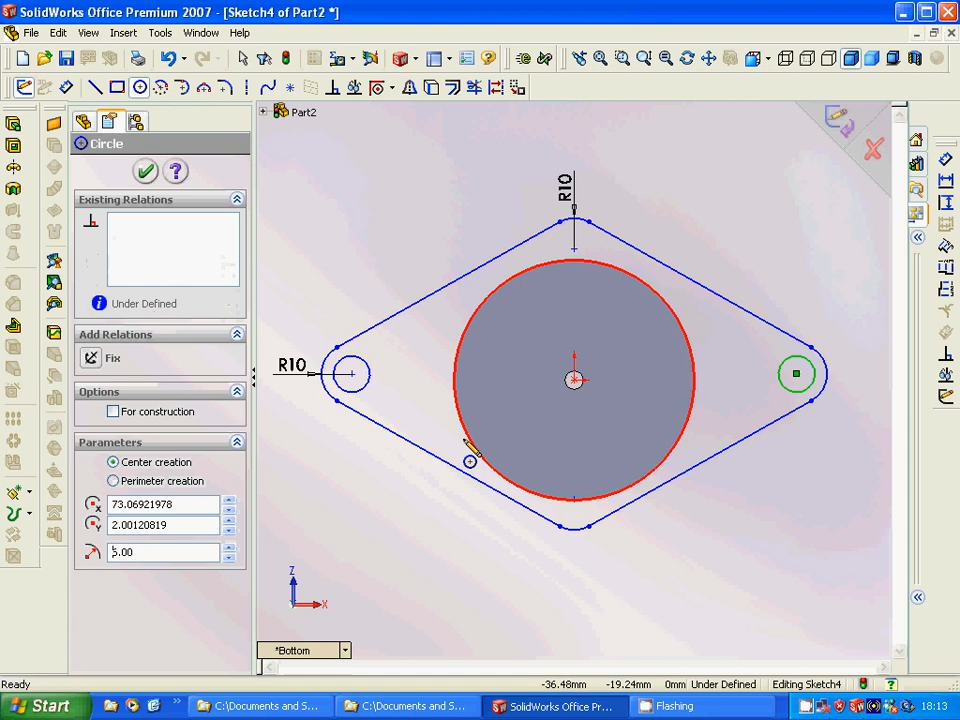 SolidWorks Office Premium 2007 - [Sketch4 of Part2 *]
File Edit View Insert Tools Window Help
Part2
Circle
Existing Relations
Under Defined
Add Relations
Fix
Options
For construction
Parameters
Center creation
Perimeter creation
73.06921978
2.00120819
5.00
R10
R10
Z
X
*Bottom
Ready
-36.48mm -19.24mm 0mm Under Defined Editing Sketch4
Start C:\Documents and S... C:\Documents and S... SolidWorks Office Pr... Flashing 18:13